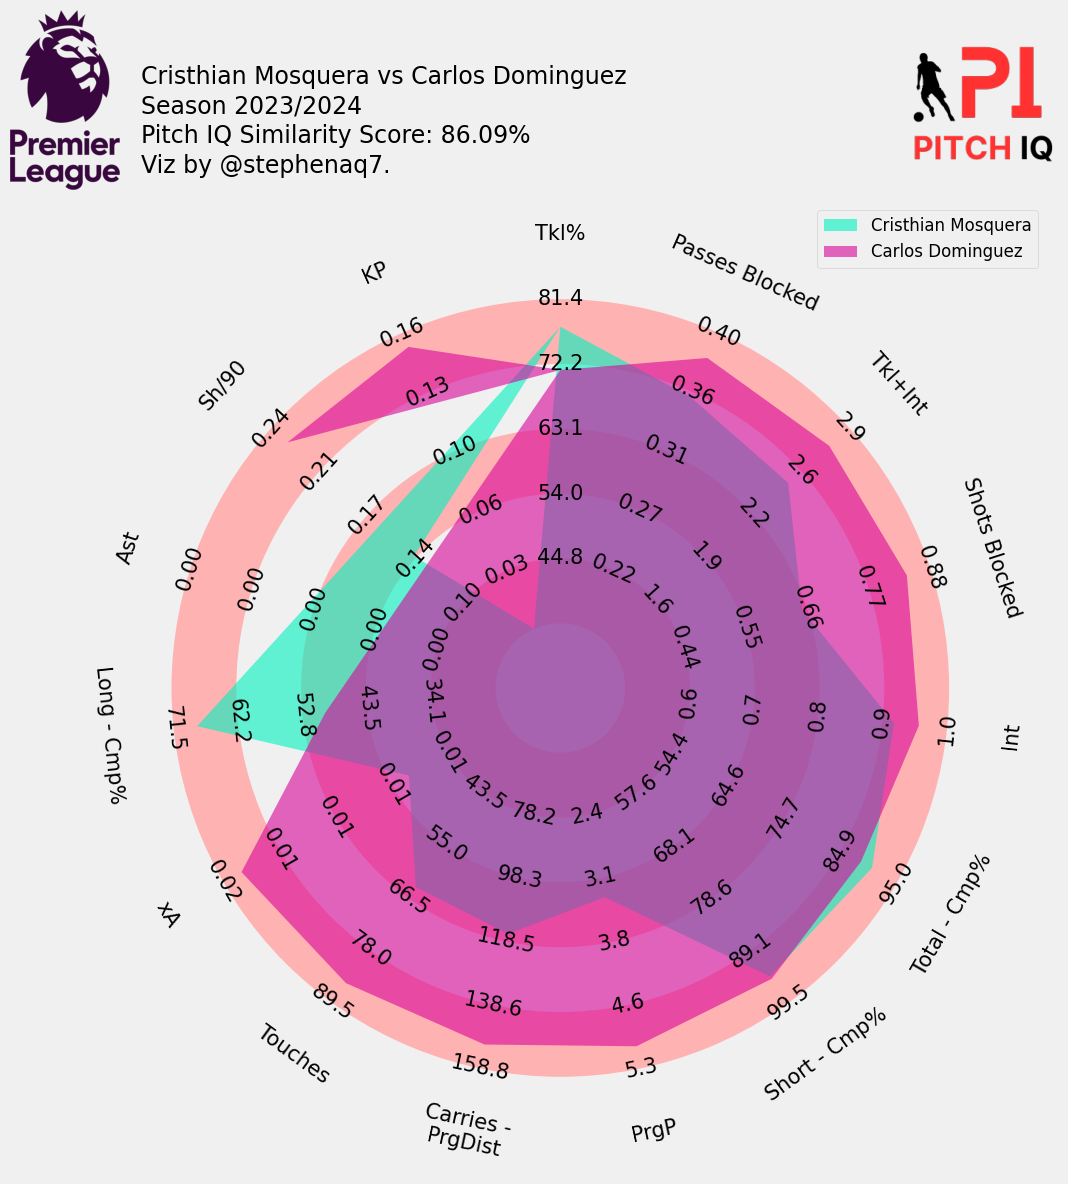 Premier
League
Cristhian Mosquera vs Carlos Dominguez
Season 2023/2024
Pitch IQ Similarity Score: 86.09%
Viz by @stephenaq7.
PI
PITCH IQ
Cristhian Mosquera
Carlos Dominguez
Tkl%
81.4
72.2
63.1
54.0
44.8
Passes Blocked
0.40
0.36
0.31
0.27
0.22
Tkl+Int
2.9
2.6
2.2
1.9
1.6
Shots Blocked
0.88
0.77
0.66
0.55
0.44
Int
1.0
0.9
0.8
0.7
0.6
Total - Cmp%
95.0
84.9
74.7
64.6
54.4
Short - Cmp%
99.5
89.1
78.6
68.1
57.6
PrgP
5.3
4.6
3.8
3.1
2.4
Carries -
PrgDist
158.8
138.6
118.5
98.3
78.2
Touches
89.5
78.0
66.5
55.0
43.5
xA
0.02
0.01
0.01
0.01
0.01
Long - Cmp%
71.5
62.2
52.8
43.5
34.1
Ast
0.00
0.00
0.00
0.00
0.00
Sh/90
0.24
0.21
0.17
0.14
0.10
KP
0.16
0.13
0.10
0.06
0.03